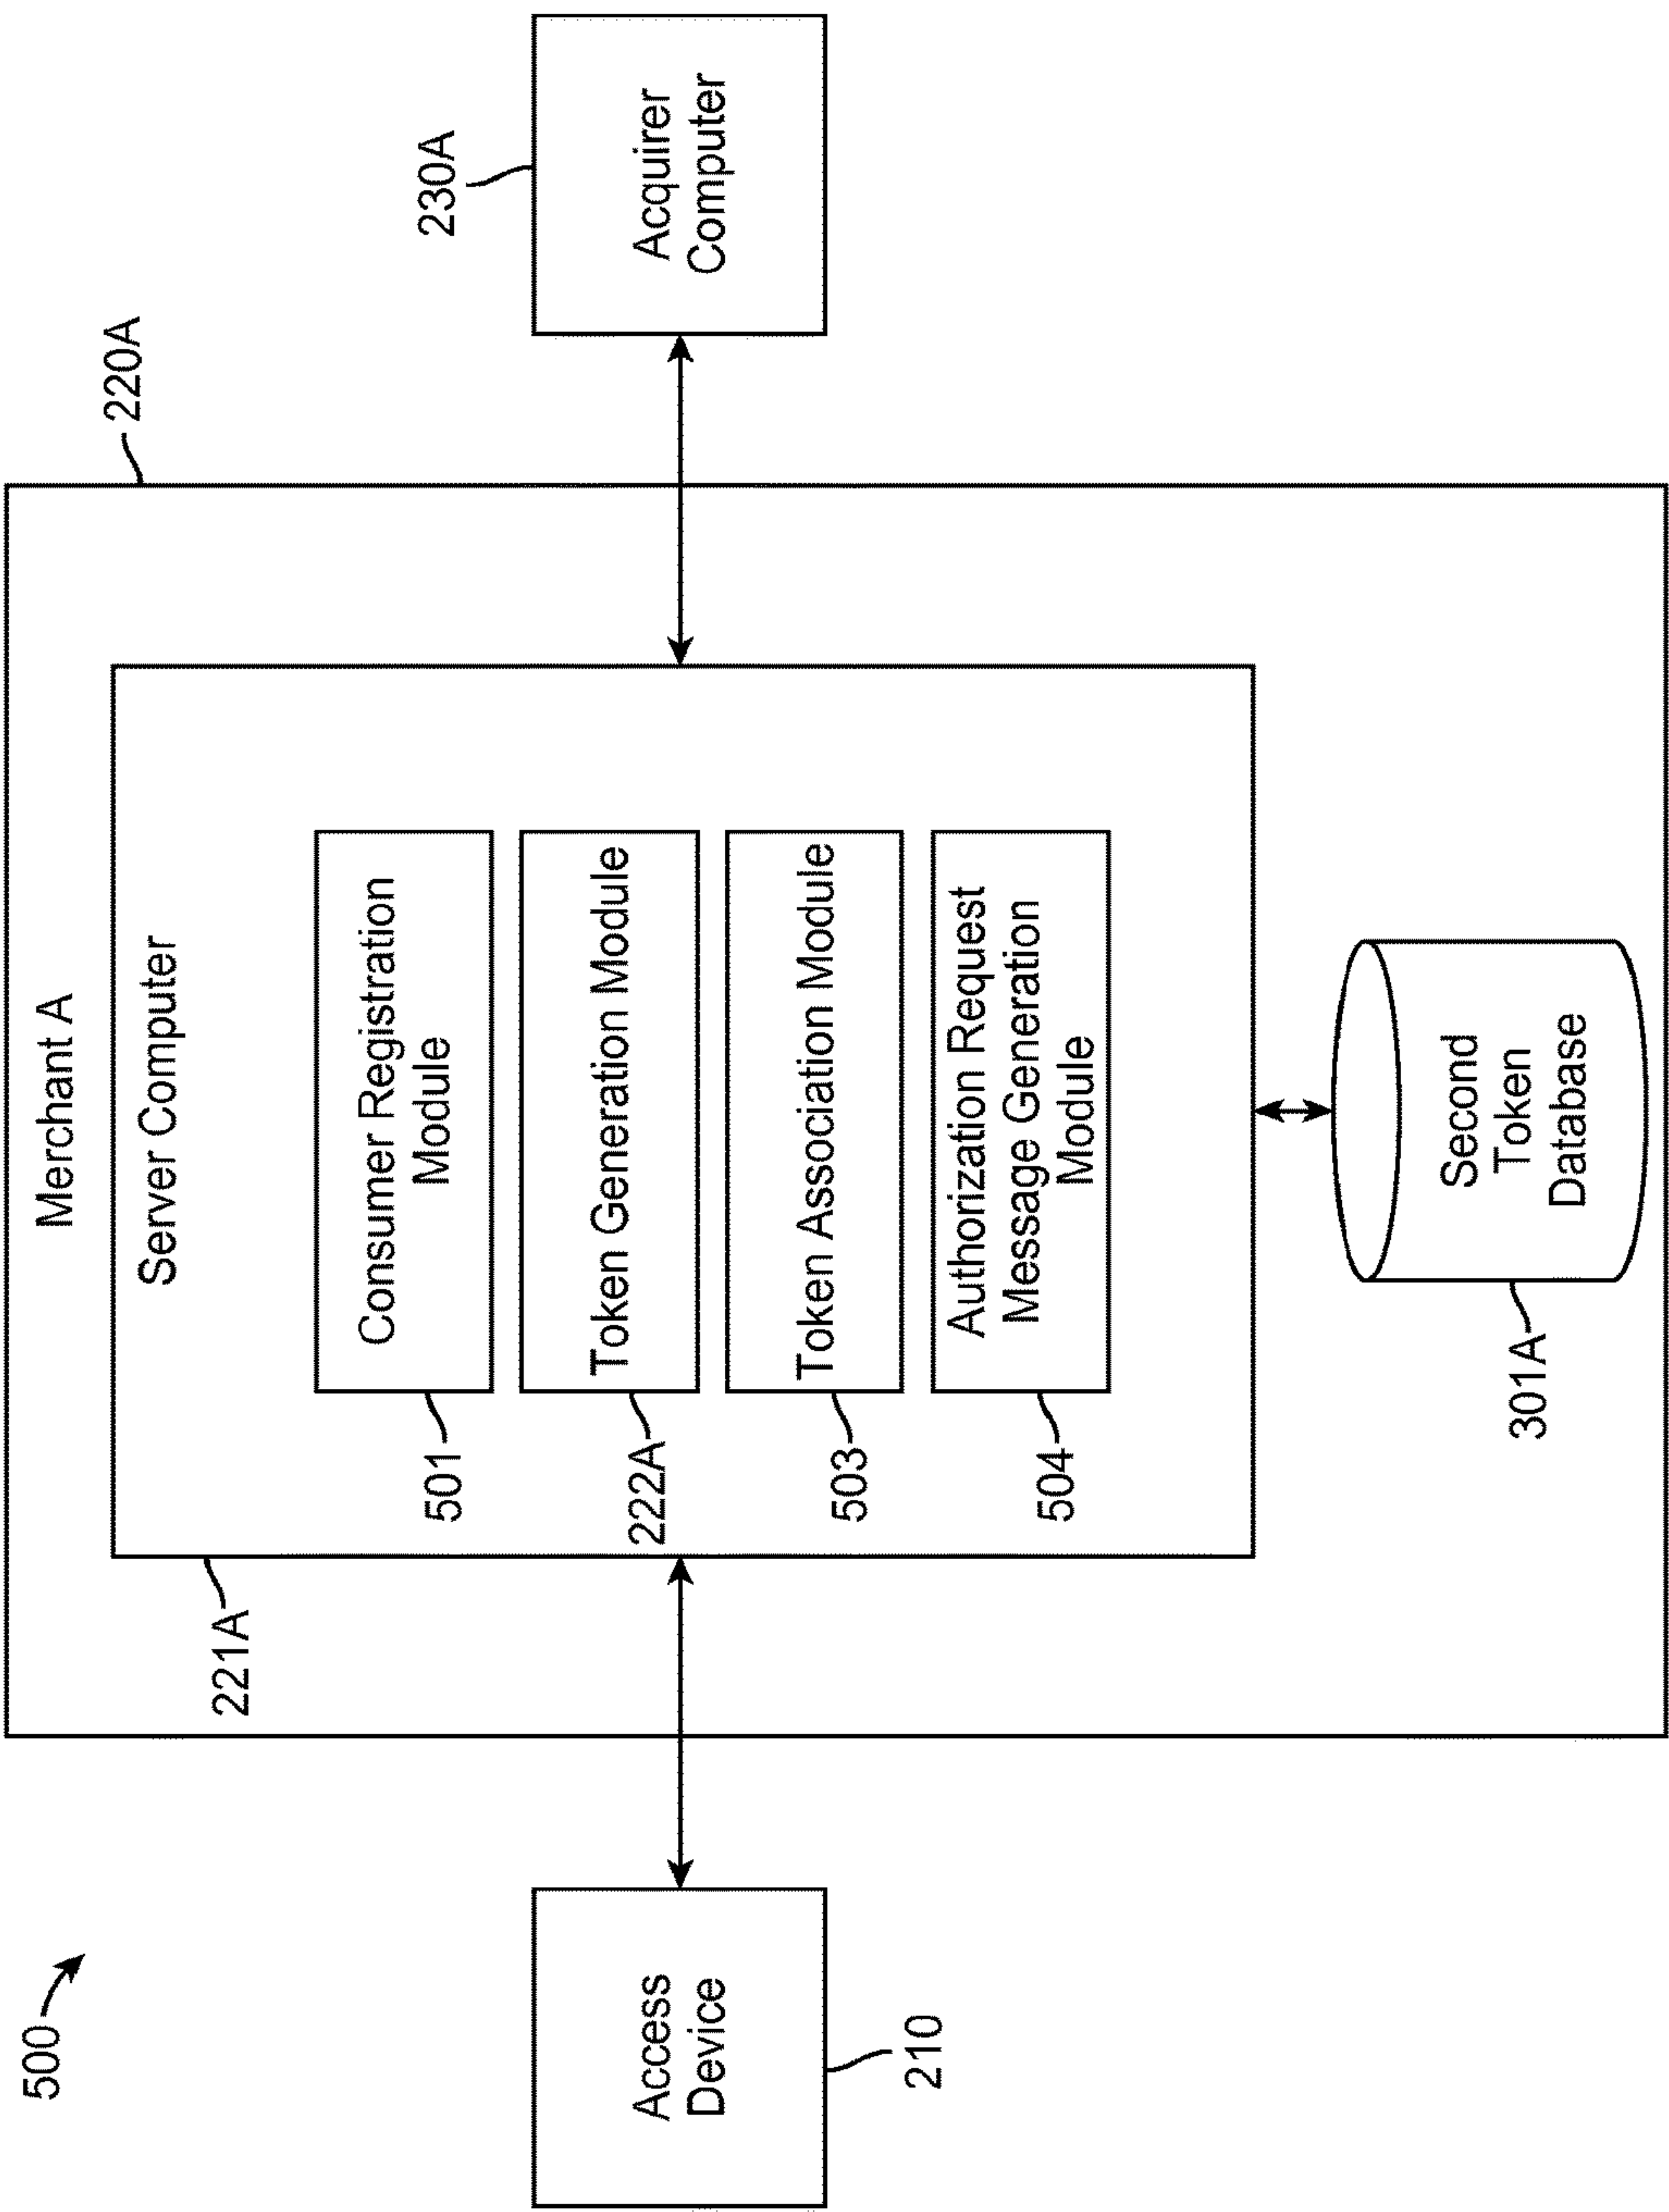 500
Merchant A
220A
Server Computer
221A
Consumer Registration
Module
501
Token Generation Module
222A
Token Association Module
503
Authorization Request
Message Generation
Module
504
Access
Device
210
Acquirer
Computer
230A
Second
Token
Database
301A